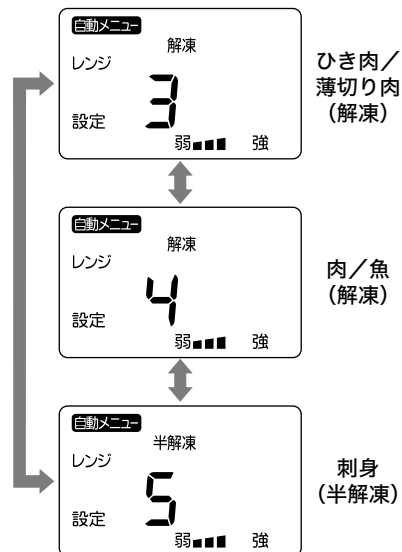 自動メニュー
解凍
レンジ
3
設定
弱 強
ひき肉／
薄切り肉
（解凍）
自動メニュー
解凍
レンジ
4
設定
弱 強
肉／魚
（解凍）
自動メニュー
半解凍
レンジ
5
設定
弱 強
刺身
（半解凍）